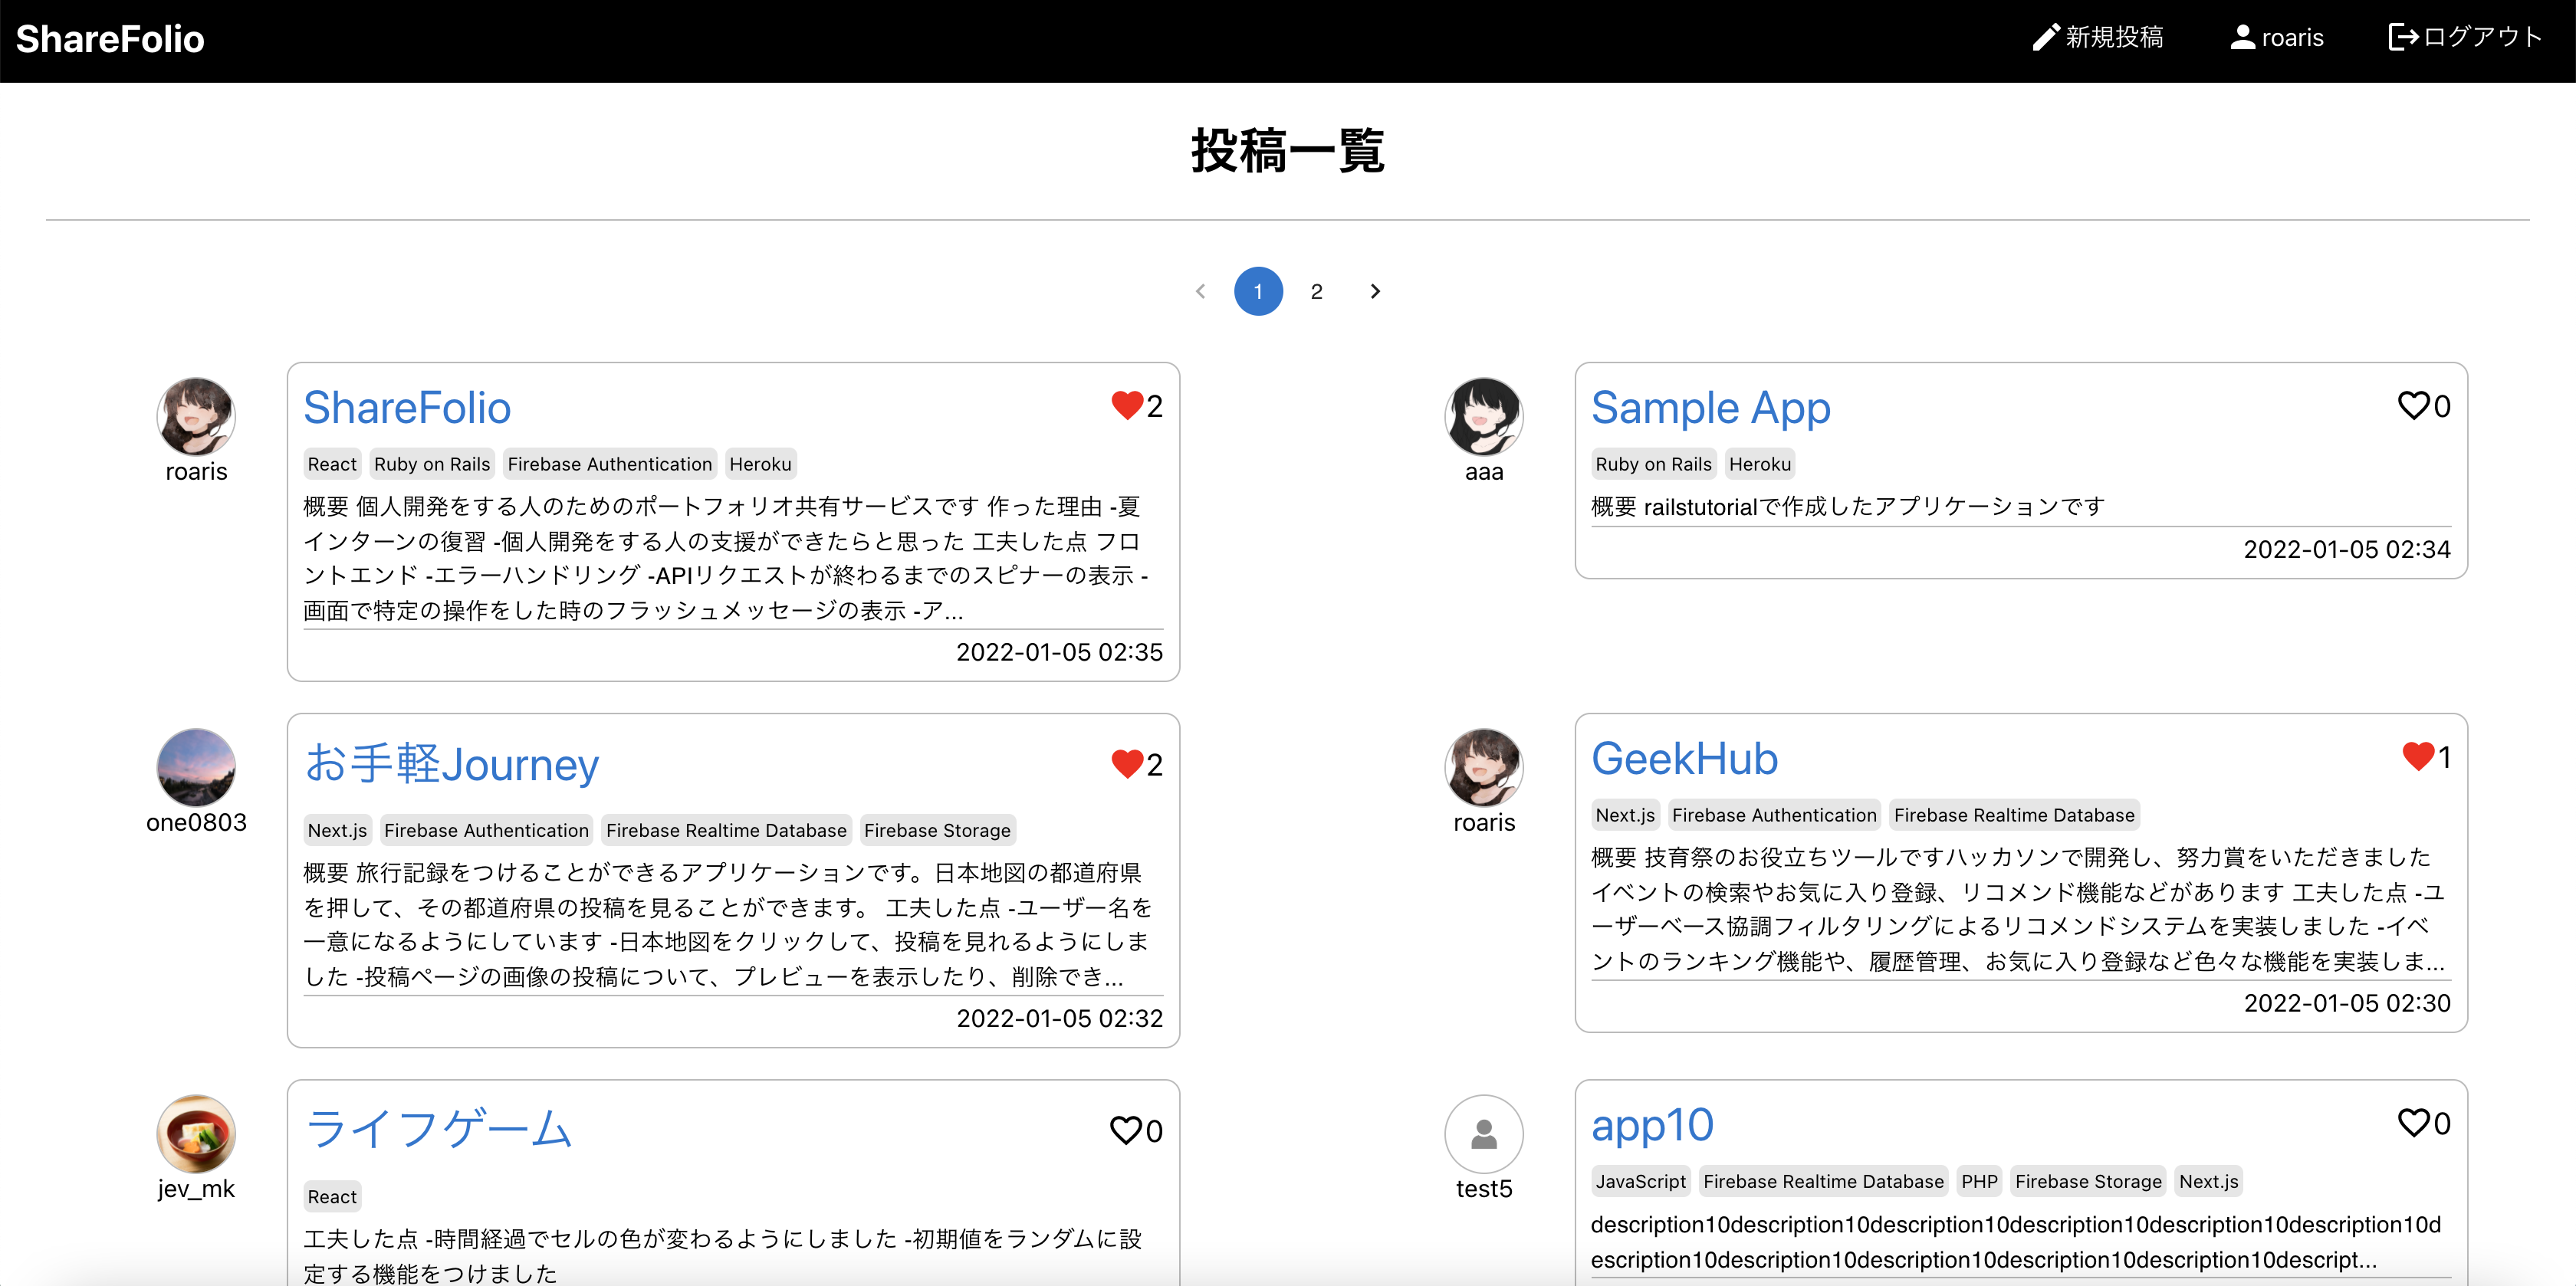 ShareFolio
新規投稿
roaris
ログアウト
投稿一覧
1
2
roaris
ShareFolio
2
React Ruby on Rails Firebase Authentication Heroku
概要 個人開発をする人のためのポートフォリオ共有サービスです 作った理由 -夏
インターンの復習 -個人開発をする人の支援ができたらと思った 工夫した点 フロ
ントエンド -エラーハンドリング -APIリクエストが終わるまでのスピナーの表示 -
画面で特定の操作をした時のフラッシュメッセージの表示 -ア...
2022-01-05 02:35
aaa
Sample App
0
Ruby on Rails Heroku
概要 railstutorialで作成したアプリケーションです
2022-01-05 02:34
one0803
お手軽Journey
2
Next.js Firebase Authentication Firebase Realtime Database Firebase Storage
概要 旅行記録をつけることができるアプリケーションです。日本地図の都道府県
を押して、その都道府県の投稿を見ることができます。 工夫した点 -ユーザー名を
一意になるようにしています -日本地図をクリックして、投稿を見れるようにしま
した -投稿ページの画像の投稿について、プレビューを表示したり、削除でき...
2022-01-05 02:32
roaris
GeekHub
1
Next.js Firebase Authentication Firebase Realtime Database
概要 技育祭のお役立ちツールですハッカソンで開発し、努力賞をいただきました
イベントの検索やお気に入り登録、リコメンド機能などがあります 工夫した点 -ユ
ーザーベース協調フィルタリングによるリコメンドシステムを実装しました -イベ
ントのランキング機能や、履歴管理、お気に入り登録など色々な機能を実装しま...
2022-01-05 02:30
jev_mk
ライフゲーム
0
React
工夫した点 -時間経過でセルの色が変わるようにしました -初期値をランダムに設
定する機能をつけました
test5
app10
0
JavaScript Firebase Realtime Database PHP Firebase Storage Next.js
description10description10description10description10description10description10d
escription10description10description10description10description10descript...